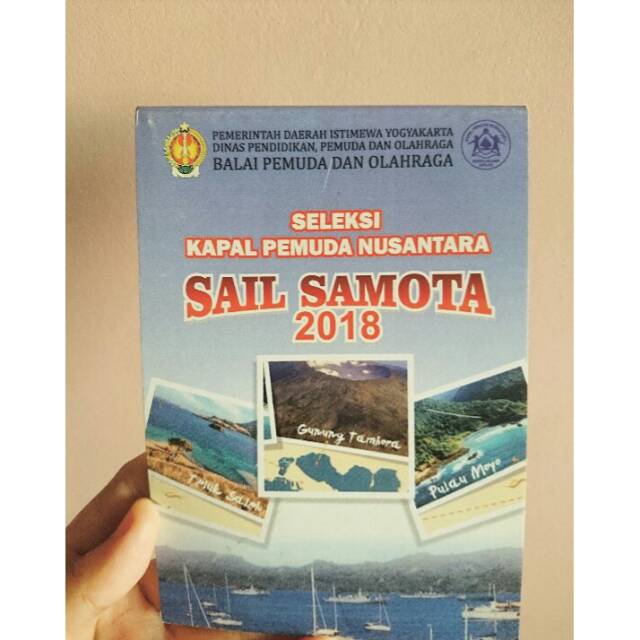 PEMERINTAH DAERAH ISTIMEWA YOGYAKARTA
DINAS PENDIDIKAN, PEMUDA DAN OLAHRAGA
BALAI PEMUDA DAN OLAHRAGA
SELEKSI
KAPAL PEMUDA NUSANTARA
SAIL SAMOTA
2018
Teluk Saleh
Gunung Tambora
Pulau Moyo